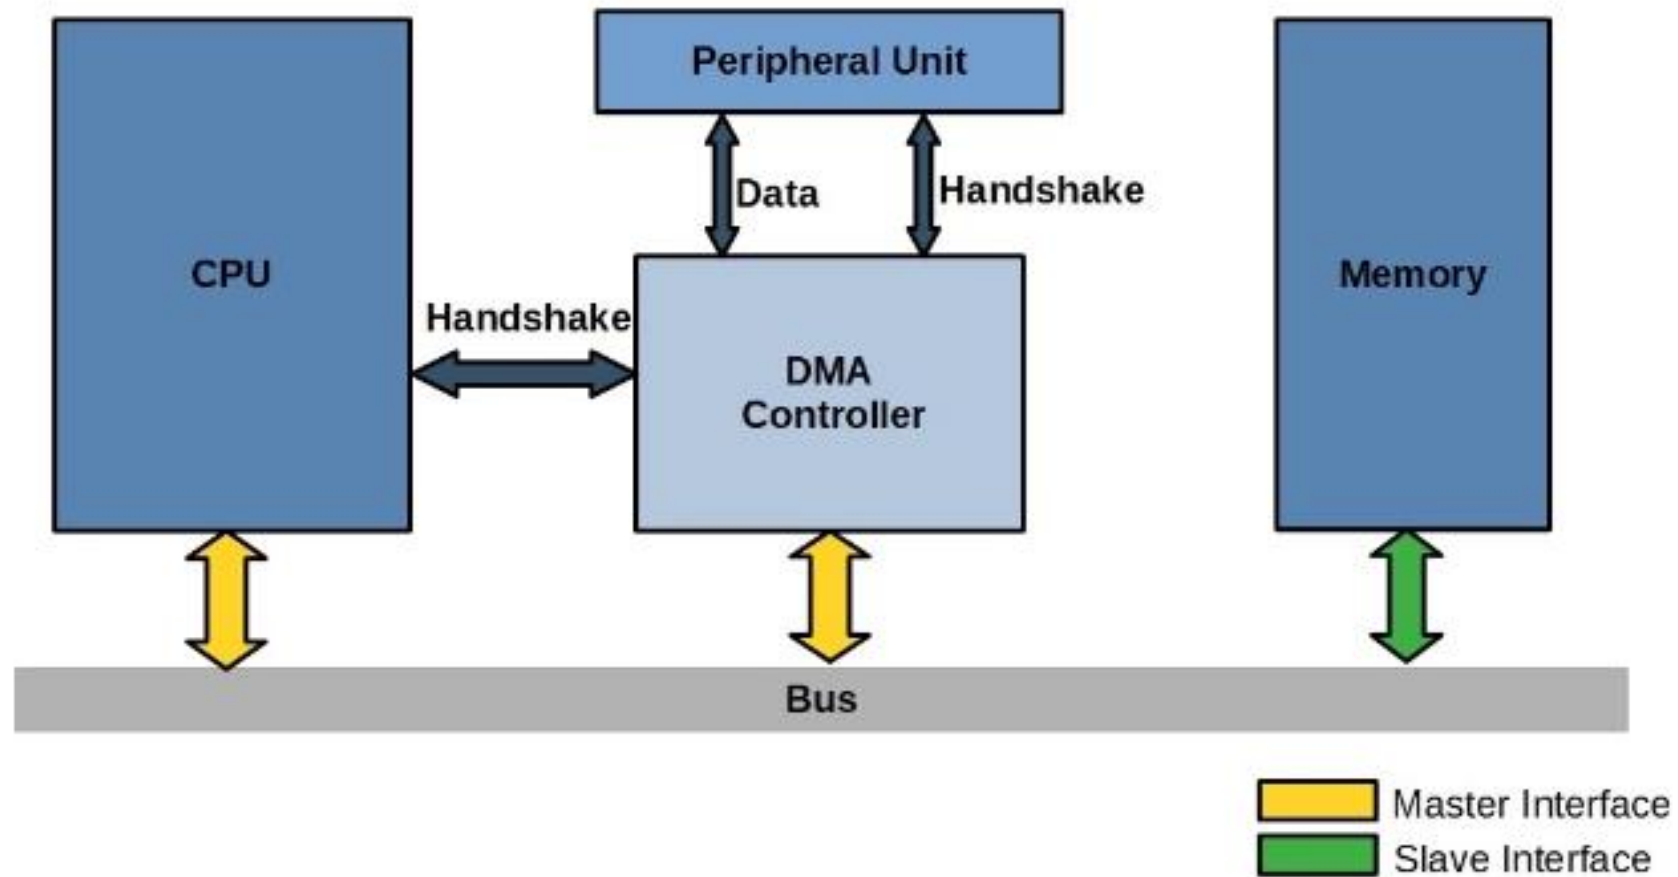 Peripheral Unit
Data
Handshake
CPU
Memory
Handshake
DMA
Controller
Bus
Master Interface
Slave Interface